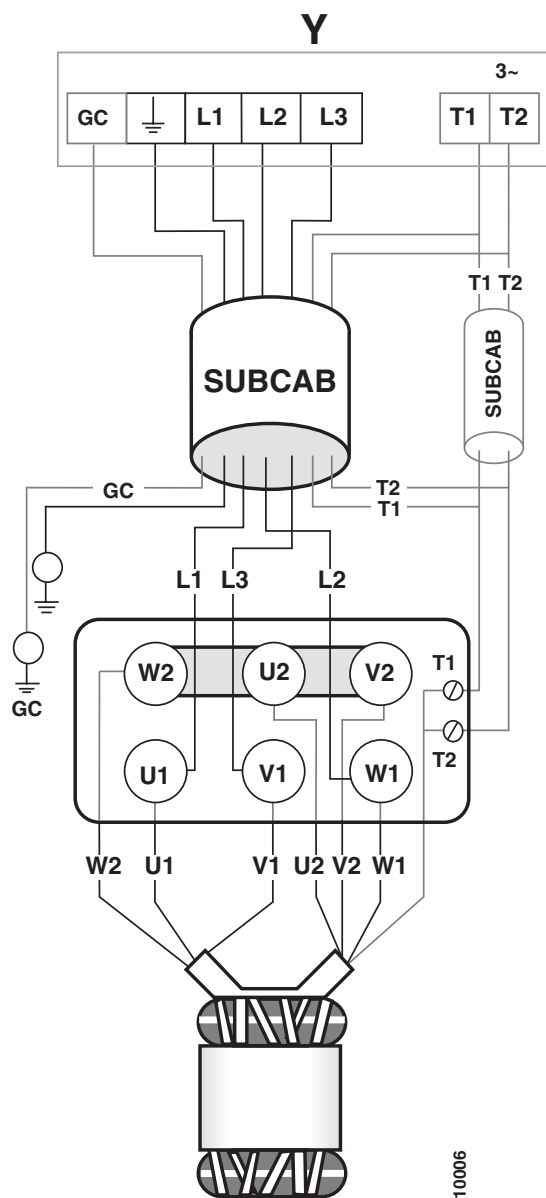 Y
3~
GC L1 L2 L3 T1 T2
T1 T2
SUBCAB
SUBCAB
GC
T2
T1
L1 L3 L2
GC
W2 U2 V2
T1
T2
U1 V1 W1
W2 U1 V1 U2 V2 W1
10006